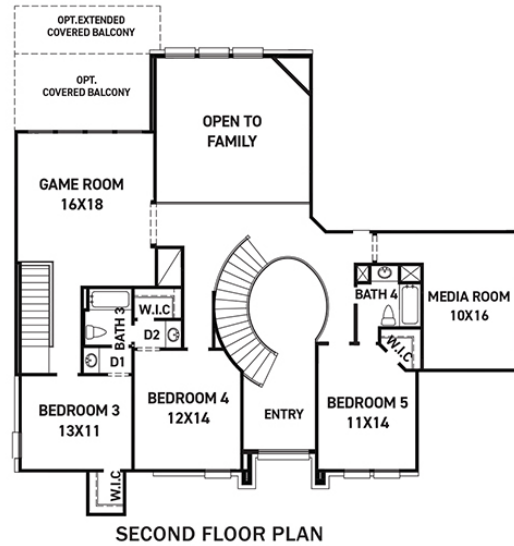 OPT.EXTENDED
COVERED BALCONY
OPT.
COVERED BALCONY
OPEN TO
FAMILY
GAME ROOM
16X18
W.I.C
BATH 3
D2
D1
BATH 4
MEDIA ROOM
10X16
W.I.C
BEDROOM 3
13X11
BEDROOM 4
12X14
ENTRY
BEDROOM 5
11X14
W.I.C
SECOND FLOOR PLAN